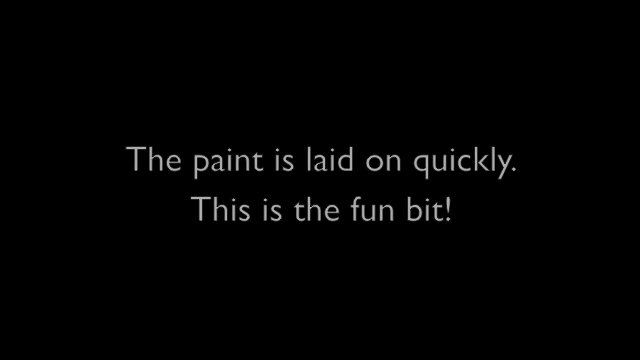 The paint is laid on quickly.
This is the fun bit!